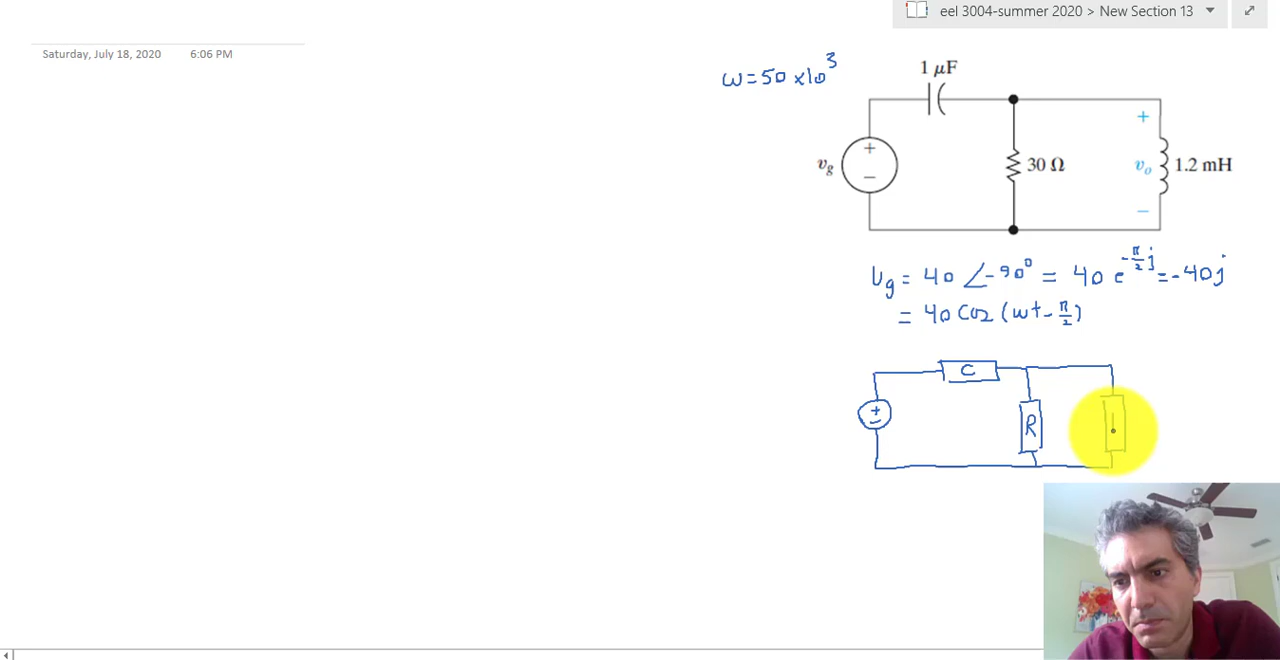 eel 3004-summer 2020 > New Section 13
Saturday, July 18, 2020 6:06 PM
ω=50 ×10³
1 μF
+
v_g
−
30 Ω
+
v_o
−
1.2 mH
v_g = 40 ∠-90° = 40 e^{-π/2 j} = -40j
= 40 Cos (ωt - π/2)
C
+
−
R